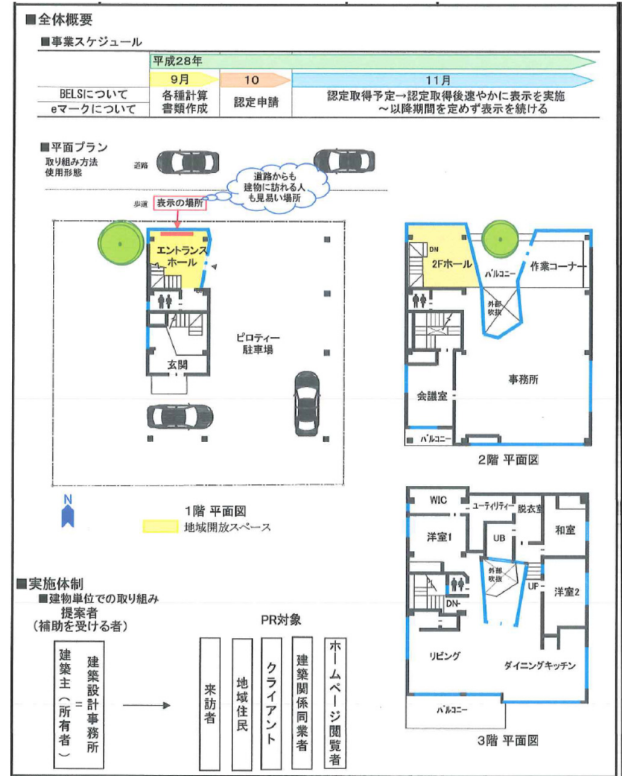 ■全体概要
■事業スケジュール
平成28年
9月 10 11月
BELSについて 各種計算 認定申請 認定取得予定→認定取得後速やかに表示を実施
eマークについて 書類作成 ～以降期間を定めず表示を続ける
■平面プラン
取り組み方法
使用形態
道路
道路からも
建物に訪れる人
も見易い場所
歩道
表示の場所
エントランス
ホール
ピロティー
駐車場
玄関
N
1階 平面図
地域開放スペース
DN
2Fホール
バルコニー
作業コーナー
外部
吹抜
事務所
会議室
バルコニー
2階 平面図
WIC
ユーティリティー
脱衣室
和室
洋室1
UB
外部
吹抜
UP
洋室2
DN
リビング
ダイニングキッチン
バルコニー
3階 平面図
■実施体制
■建物単位での取り組み
提案者
(補助を受ける者)
PR対象
建築主(所有者)
=
建築設計事務所
来訪者
地域住民
クライアント
建築関係同業者
ホームページ閲覧者